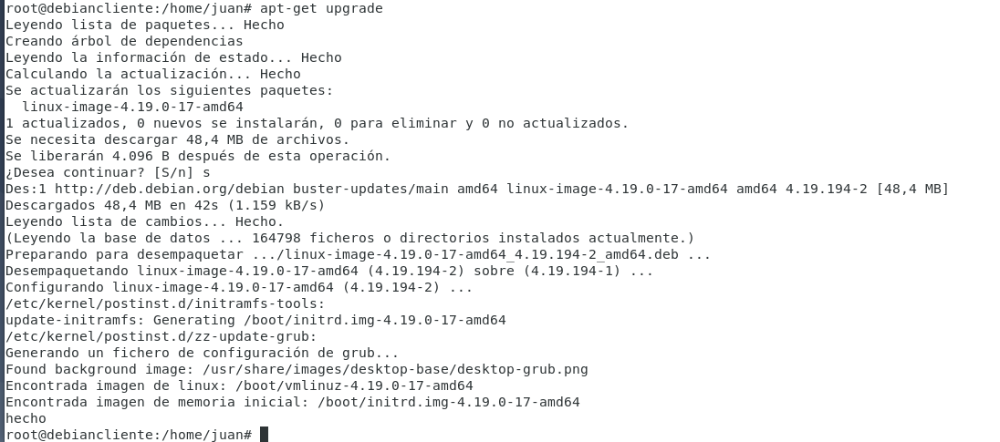 root@debiancliente:/home/juan# apt-get upgrade
Leyendo lista de paquetes... Hecho
Creando árbol de dependencias
Leyendo la información de estado... Hecho
Calculando la actualización... Hecho
Se actualizarán los siguientes paquetes:
  linux-image-4.19.0-17-amd64
1 actualizados, 0 nuevos se instalarán, 0 para eliminar y 0 no actualizados.
Se necesita descargar 48,4 MB de archivos.
Se liberarán 4.096 B después de esta operación.
¿Desea continuar? [S/n] s
Des:1 http://deb.debian.org/debian buster-updates/main amd64 linux-image-4.19.0-17-amd64 amd64 4.19.194-2 [48,4 MB]
Descargados 48,4 MB en 42s (1.159 kB/s)
Leyendo lista de cambios... Hecho.
(Leyendo la base de datos ... 164798 ficheros o directorios instalados actualmente.)
Preparando para desempaquetar .../linux-image-4.19.0-17-amd64_4.19.194-2_amd64.deb ...
Desempaquetando linux-image-4.19.0-17-amd64 (4.19.194-2) sobre (4.19.194-1) ...
Configurando linux-image-4.19.0-17-amd64 (4.19.194-2) ...
/etc/kernel/postinst.d/initramfs-tools:
update-initramfs: Generating /boot/initrd.img-4.19.0-17-amd64
/etc/kernel/postinst.d/zz-update-grub:
Generando un fichero de configuración de grub...
Found background image: /usr/share/images/desktop-base/desktop-grub.png
Encontrada imagen de linux: /boot/vmlinuz-4.19.0-17-amd64
Encontrada imagen de memoria inicial: /boot/initrd.img-4.19.0-17-amd64
hecho
root@debiancliente:/home/juan#